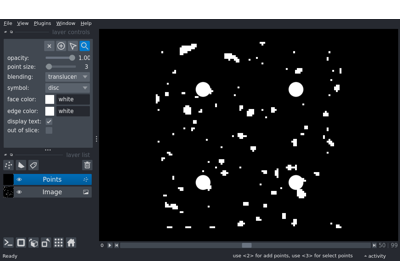 File View Plugins Window Help
layer controls
opacity: 1.00
point size: 3
blending: translucen
symbol: disc
face color: white
edge color: white
display text:
out of slice:
layer list
Points
Image
0 50 99
Ready use <2> for add points, use <3> for select points activity